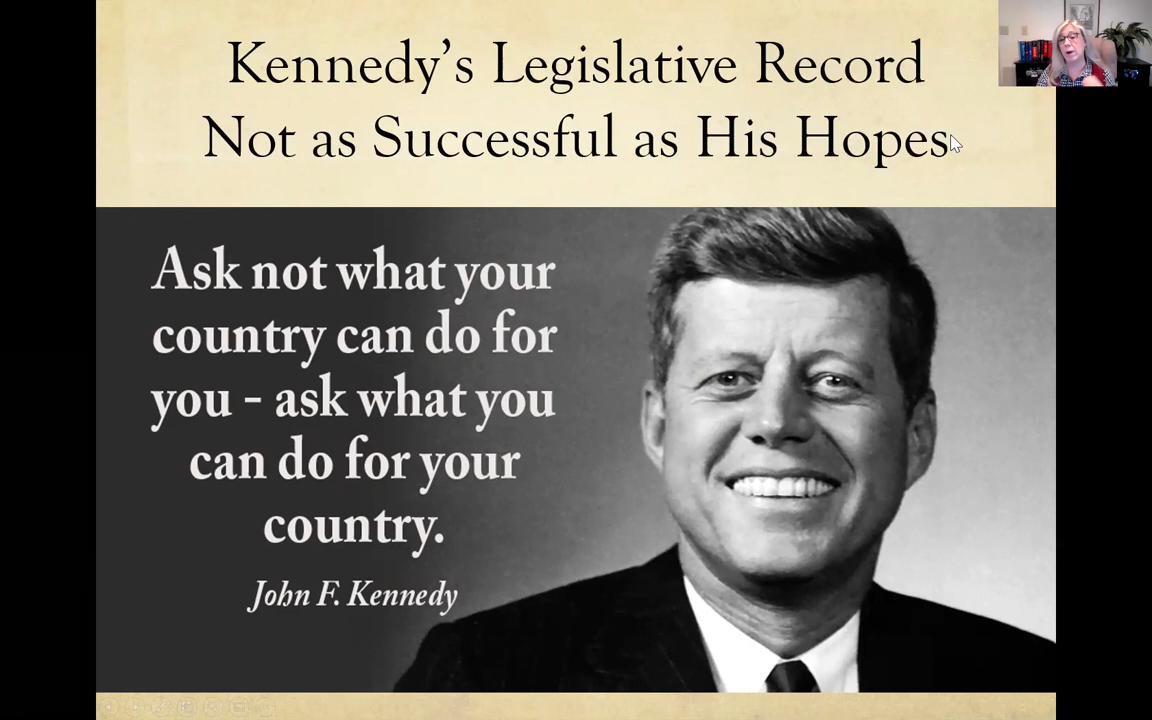 Kennedy’s Legislative Record
Not as Successful as His Hopes
Ask not what your
country can do for
you - ask what you
can do for your
country.
John F. Kennedy